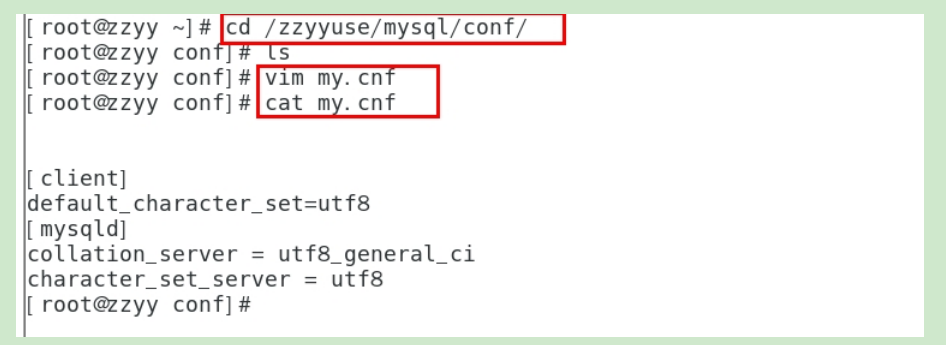 [root@zzyy ~]# cd /zzyyuse/mysql/conf/
[root@zzyy conf]# ls
[root@zzyy conf]# vim my.cnf
[root@zzyy conf]# cat my.cnf
[client]
default_character_set=utf8
[mysqld]
collation_server = utf8_general_ci
character_set_server = utf8
[root@zzyy conf]#